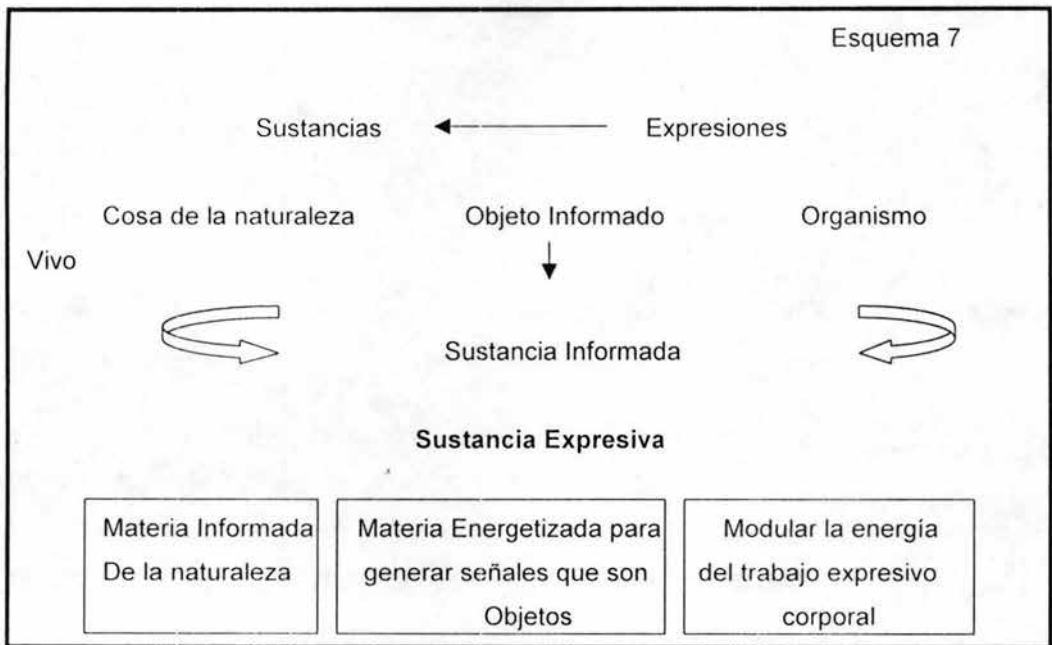 Esquema 7
Sustancias Expresiones
Cosa de la naturaleza Objeto Informado Organismo
Vivo
Sustancia Informada
Sustancia Expresiva
Materia Informada
De la naturaleza
Materia Energetizada para
generar señales que son
Objetos
Modular la energía
del trabajo expresivo
corporal